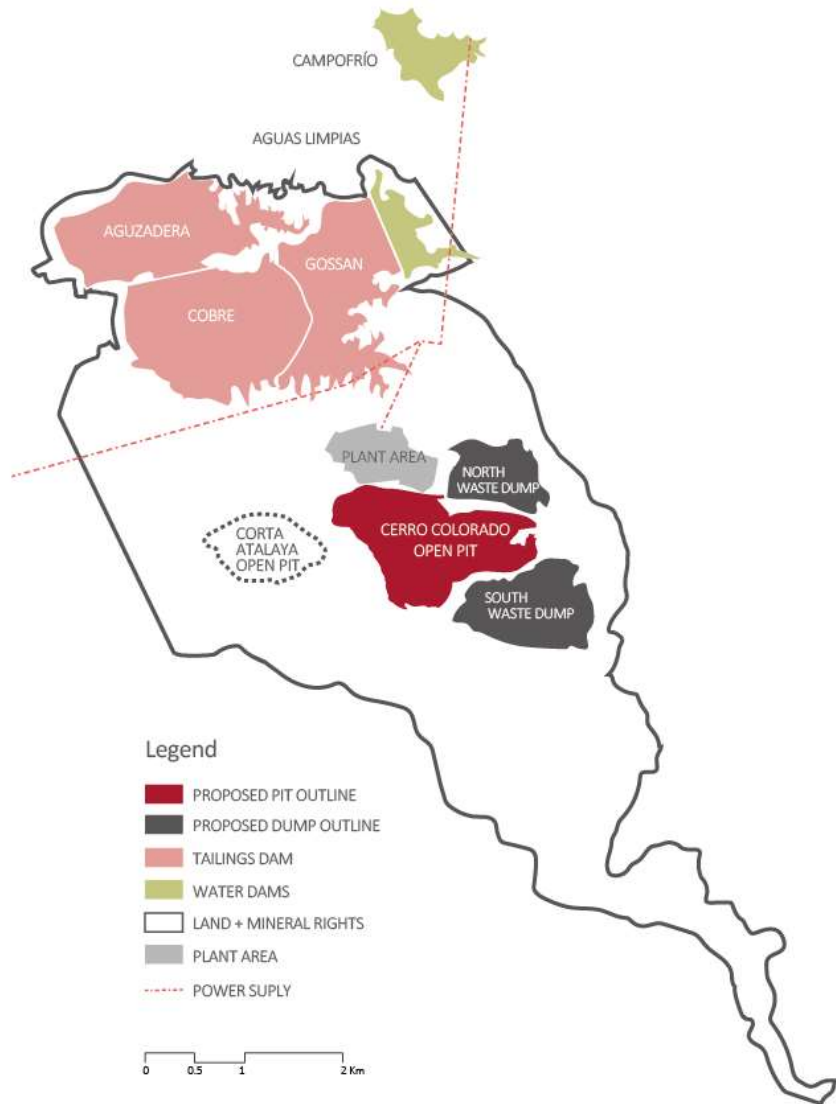 CAMPOFRÍO
AGUAS LIMPIAS
AGUZADERA
GOSSAN
COBRE
PLANT AREA
NORTH
WASTE DUMP
CERRO COLORADO
OPEN PIT
CORTA
ATALAYA
OPEN PIT
SOUTH
WASTE DUMP
Legend
PROPOSED PIT OUTLINE
PROPOSED DUMP OUTLINE
TAILINGS DAM
WATER DAMS
LAND + MINERAL RIGHTS
PLANT AREA
POWER SUPLY
0 0.5 1 2 Km